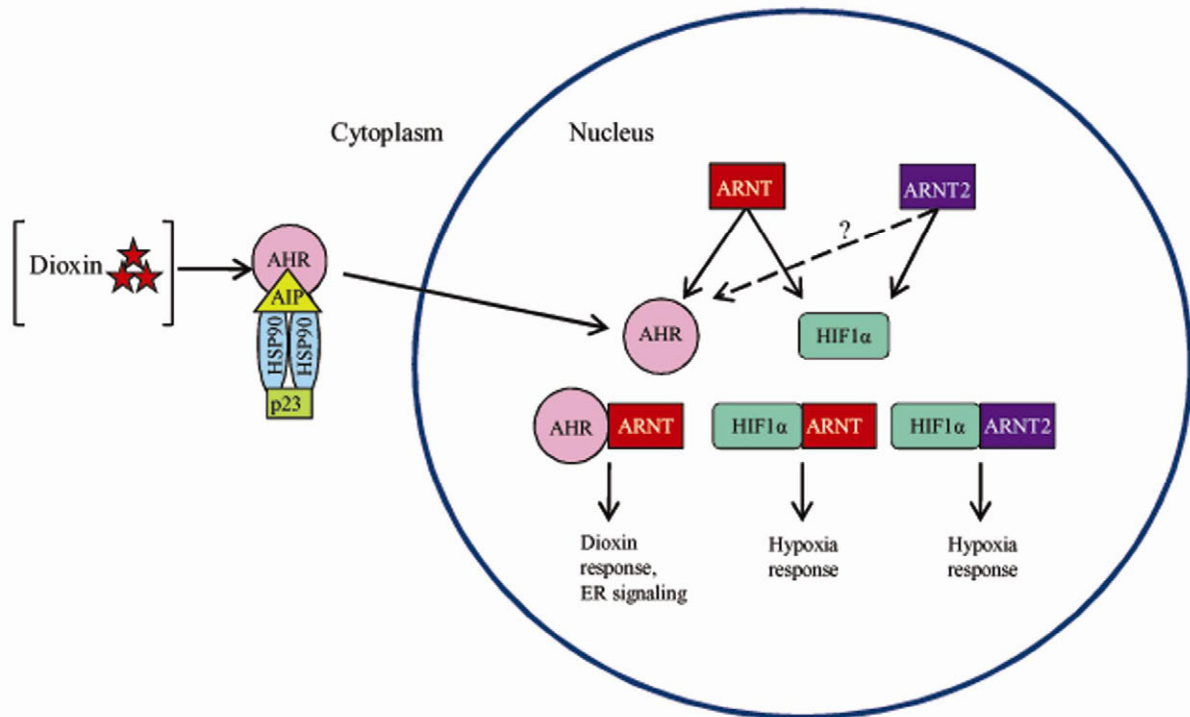 Cytoplasm
Nucleus
ARNT
ARNT2
?
Dioxin
AHR
AIP
HSP90
HSP90
p23
AHR
HIF1α
AHR
ARNT
HIF1α
ARNT
HIF1α
ARNT2
Dioxin
response,
ER signaling
Hypoxia
response
Hypoxia
response